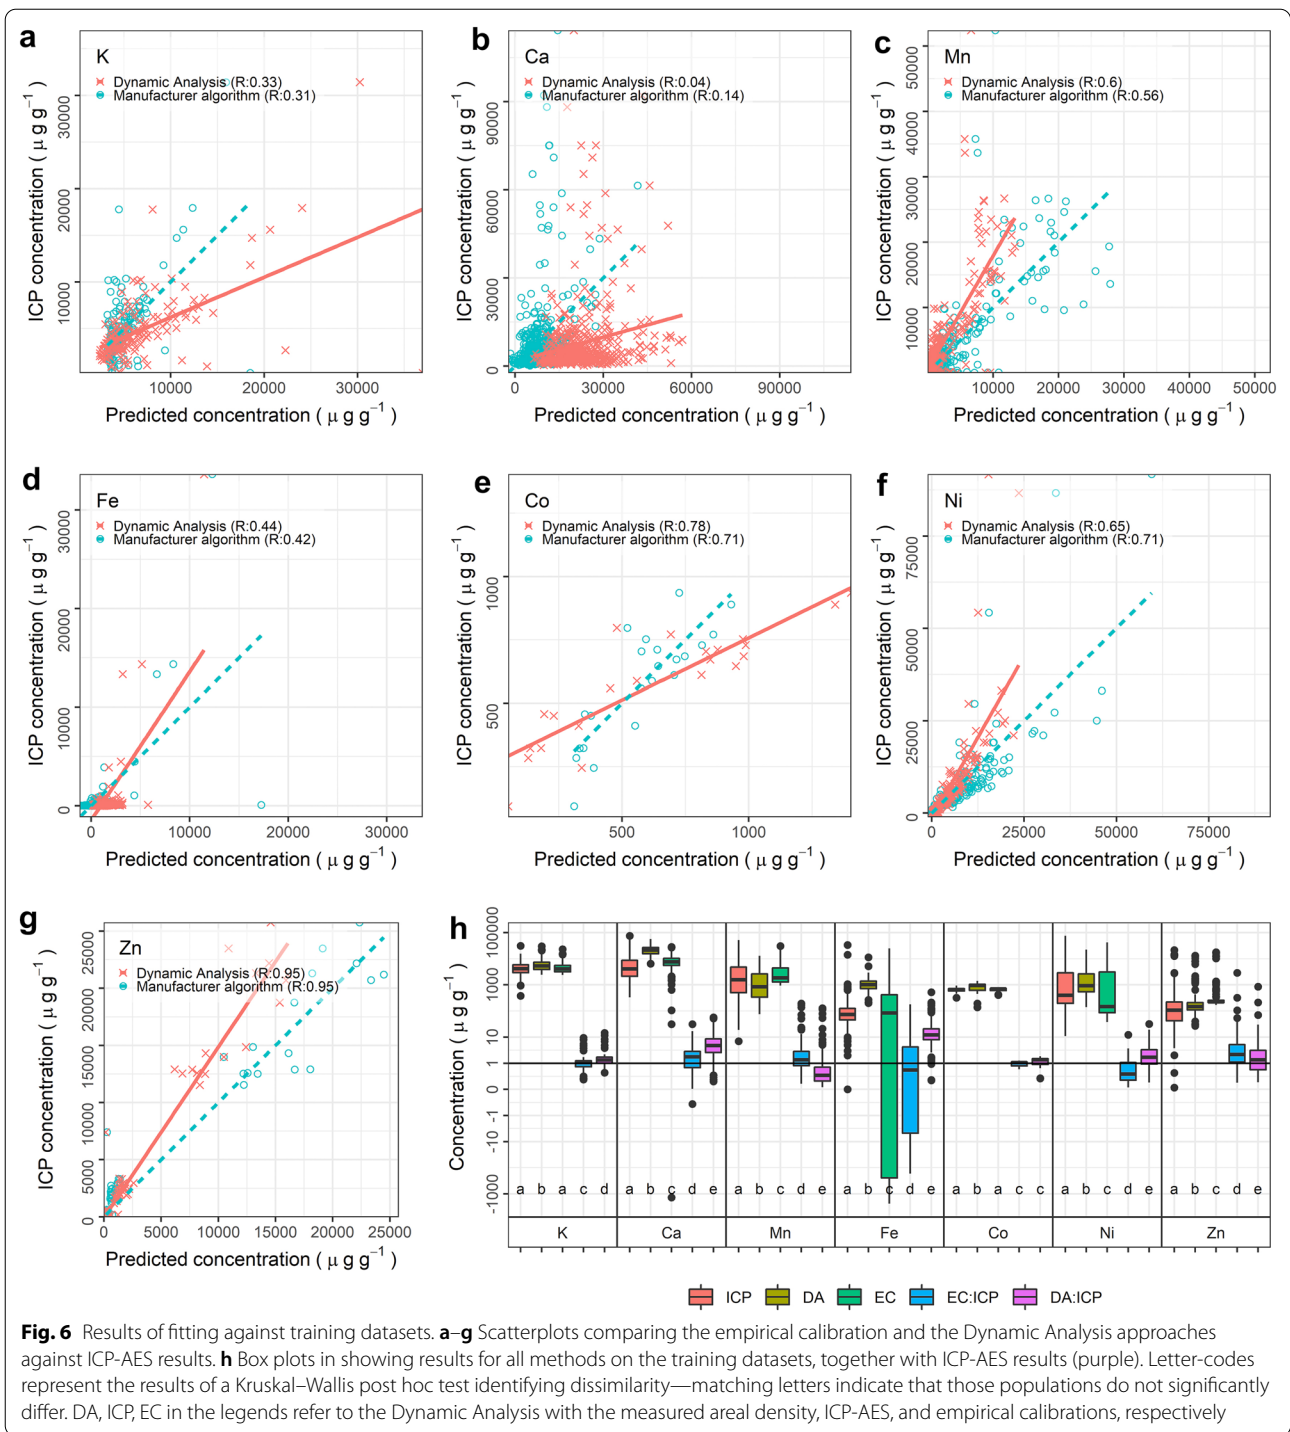 a
K
Dynamic Analysis (R:0.33)
Manufacturer algorithm (R:0.31)
ICP concentration ( μ g g⁻¹ )
10000
20000
30000
10000 20000 30000
Predicted concentration ( μ g g⁻¹ )
b
Ca
Dynamic Analysis (R:0.04)
Manufacturer algorithm (R:0.14)
ICP concentration ( μ g g⁻¹ )
0
30000
60000
90000
0 30000 60000 90000
Predicted concentration ( μ g g⁻¹ )
c
Mn
Dynamic Analysis (R:0.6)
Manufacturer algorithm (R:0.56)
ICP concentration ( μ g g⁻¹ )
10000
20000
30000
40000
50000
10000 20000 30000 40000 50000
Predicted concentration ( μ g g⁻¹ )
d
Fe
Dynamic Analysis (R:0.44)
Manufacturer algorithm (R:0.42)
ICP concentration ( μ g g⁻¹ )
0
10000
20000
30000
0 10000 20000 30000
Predicted concentration ( μ g g⁻¹ )
e
Co
Dynamic Analysis (R:0.78)
Manufacturer algorithm (R:0.71)
ICP concentration ( μ g g⁻¹ )
500
1000
500 1000
Predicted concentration ( μ g g⁻¹ )
f
Ni
Dynamic Analysis (R:0.65)
Manufacturer algorithm (R:0.71)
ICP concentration ( μ g g⁻¹ )
0
25000
50000
75000
0 25000 50000 75000
Predicted concentration ( μ g g⁻¹ )
g
Zn
Dynamic Analysis (R:0.95)
Manufacturer algorithm (R:0.95)
ICP concentration ( μ g g⁻¹ )
0
5000
10000
15000
20000
25000
0 5000 10000 15000 20000 25000
Predicted concentration ( μ g g⁻¹ )
h
Concentration ( μ g g⁻¹ )
100000
10000
10
1
0
-1
-10
-1000
a b a c d a b c d e a b c d e a b c d e a b a c c a b c d e a b c d e
K Ca Mn Fe Co Ni Zn
ICP DA EC EC:ICP DA:ICP
Fig. 6 Results of fitting against training datasets. a–g Scatterplots comparing the empirical calibration and the Dynamic Analysis approaches
against ICP-AES results. h Box plots in showing results for all methods on the training datasets, together with ICP-AES results (purple). Letter-codes
represent the results of a Kruskal–Wallis post hoc test identifying dissimilarity—matching letters indicate that those populations do not significantly
differ. DA, ICP, EC in the legends refer to the Dynamic Analysis with the measured areal density, ICP-AES, and empirical calibrations, respectively